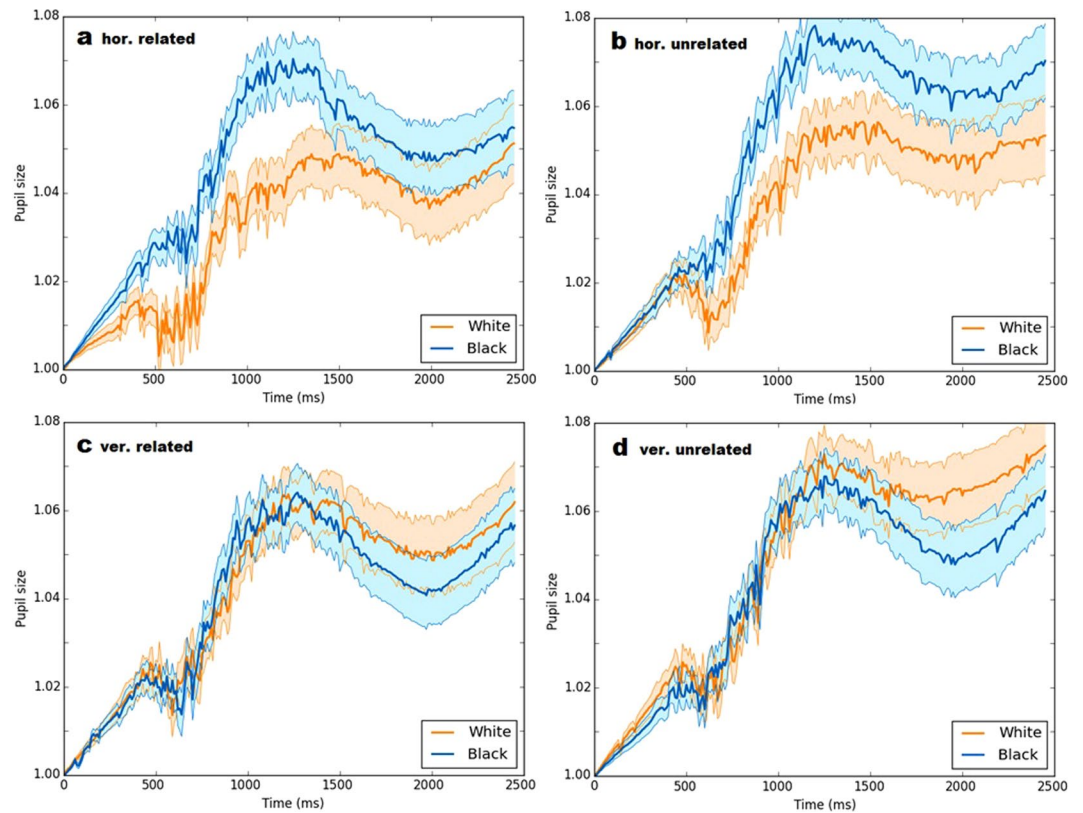 a hor. related
1.08
1.06
1.04
1.02
1.00
Pupil size
0
500
1000
1500
2000
2500
Time (ms)
White
Black
b hor. unrelated
1.08
1.06
1.04
1.02
1.00
Pupil size
0
500
1000
1500
2000
2500
Time (ms)
White
Black
c ver. related
1.08
1.06
1.04
1.02
1.00
Pupil size
0
500
1000
1500
2000
2500
Time (ms)
White
Black
d ver. unrelated
1.08
1.06
1.04
1.02
1.00
Pupil size
0
500
1000
1500
2000
2500
Time (ms)
White
Black